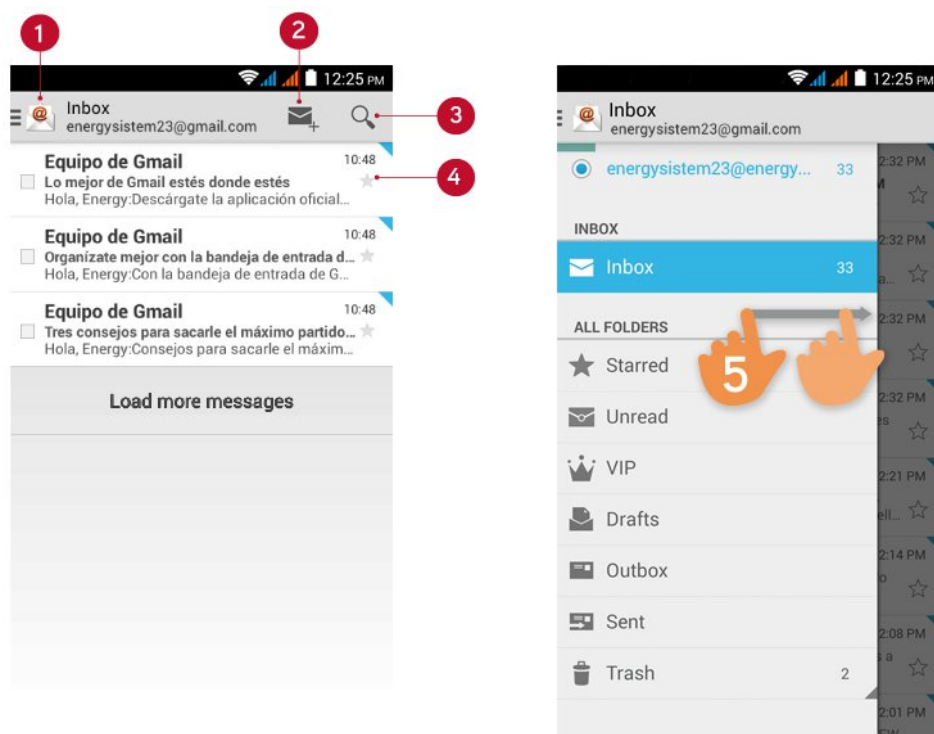 1
2
12:25 PM
Inbox
energysistem23@gmail.com
3
Equipo de Gmail 10:48
Lo mejor de Gmail estés donde estés
4
Hola, Energy:Descárgate la aplicación oficial...
Equipo de Gmail 10:48
Organízate mejor con la bandeja de entrada d...
Hola, Energy:Con la bandeja de entrada de G...
Equipo de Gmail 10:48
Tres consejos para sacarle el máximo partido...
Hola, Energy:Consejos para sacarle el máxim...
Load more messages
12:25 PM
Inbox
energysistem23@gmail.com
energysistem23@energy... 33
2:32 PM
INBOX
2:32 PM
Inbox 33
a...
2:32 PM
ALL FOLDERS
Starred
5
2:32 PM
Unread
es
VIP
2:21 PM
Drafts
ell...
2:14 PM
Outbox
o
Sent
2:08 PM
s a
Trash 2
2:01 PM